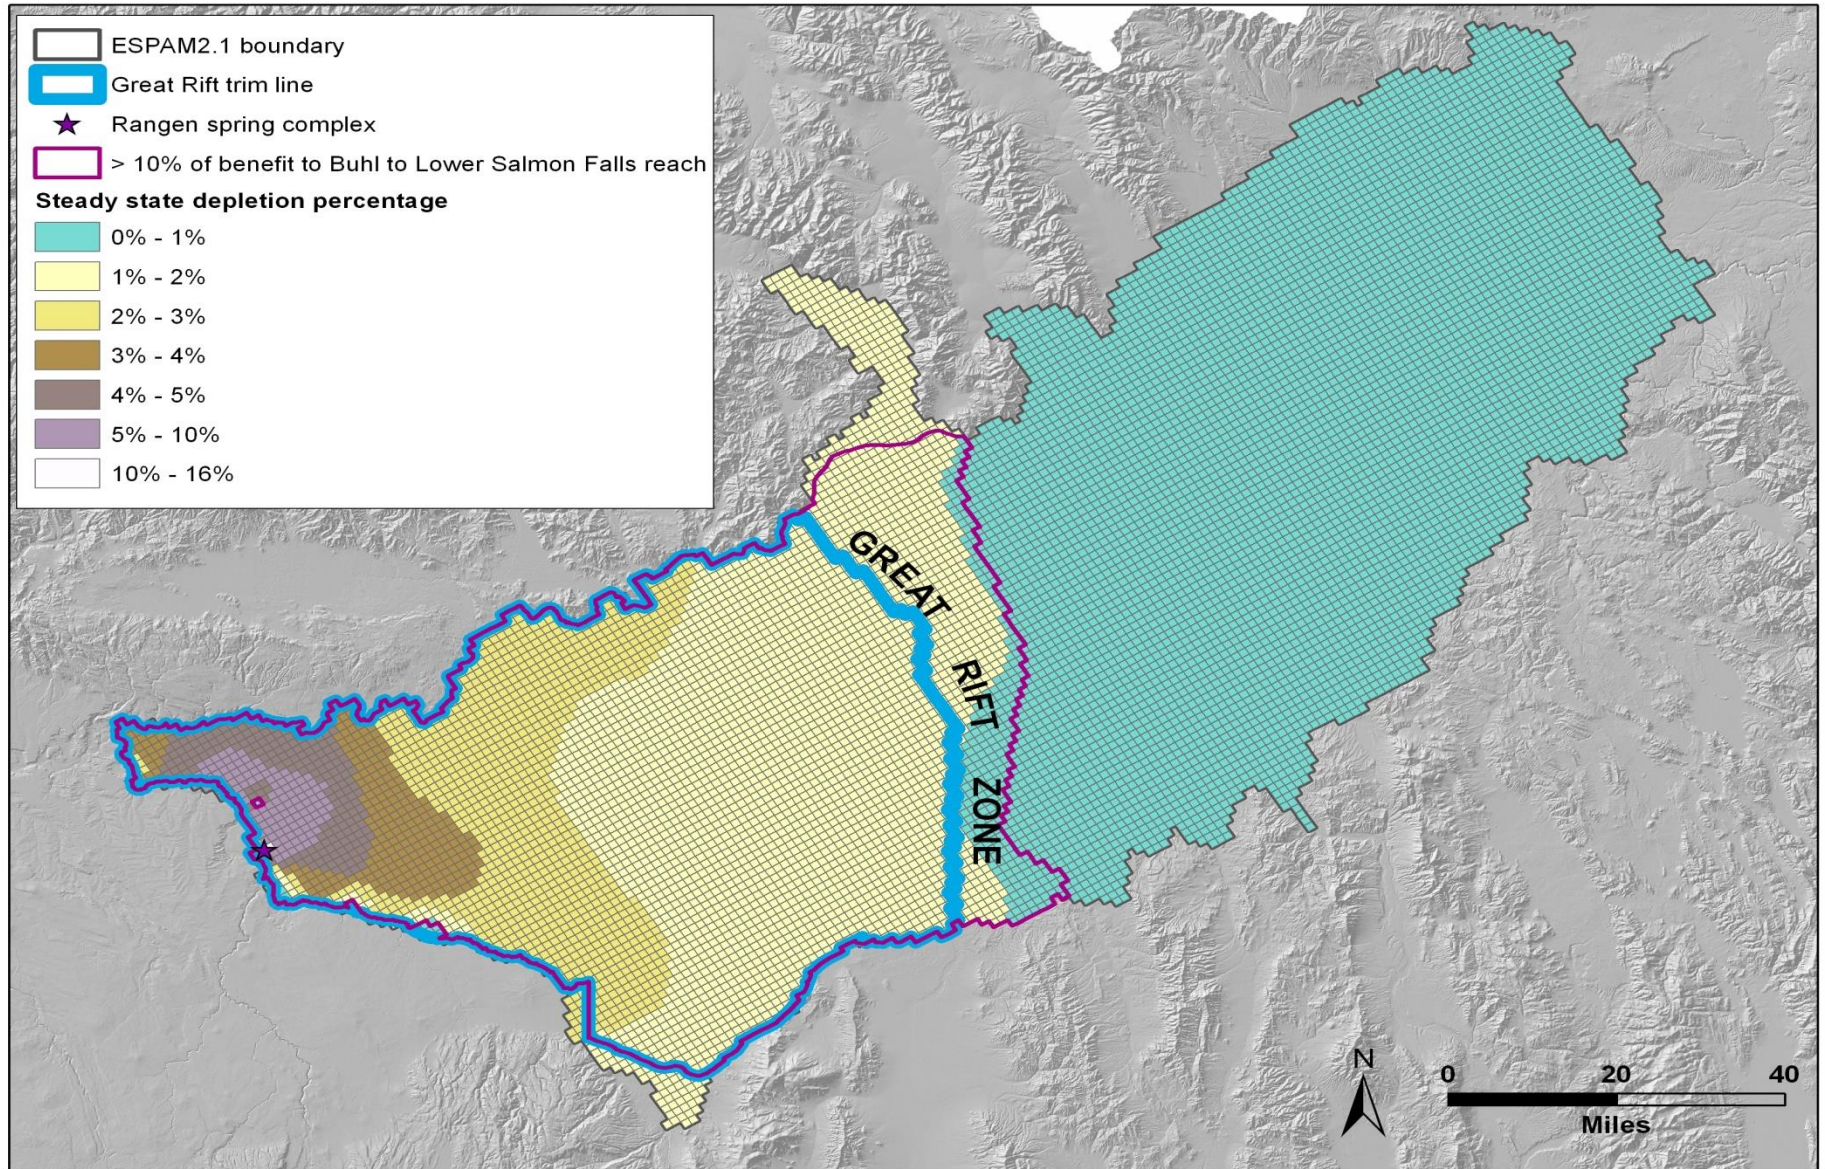 ESPAM2.1 boundary
Great Rift trim line
Rangen spring complex
> 10% of benefit to Buhl to Lower Salmon Falls reach
Steady state depletion percentage
0% - 1%
1% - 2%
2% - 3%
3% - 4%
4% - 5%
5% - 10%
10% - 16%
GREAT
RIFT
ZONE
N
0 20 40
Miles